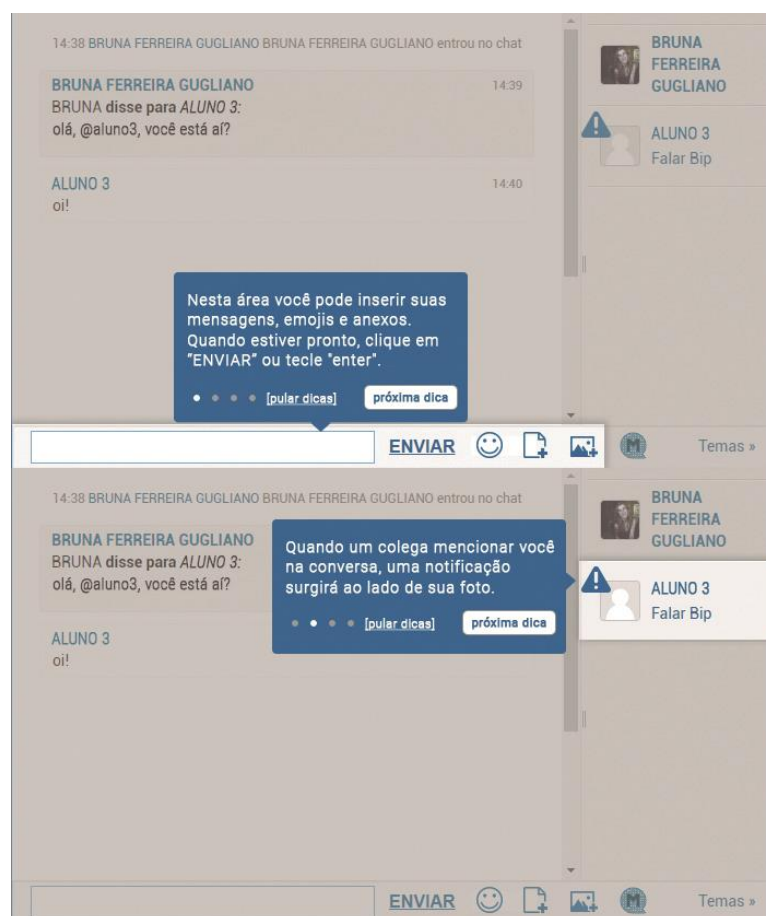 14:38 BRUNA FERREIRA GUGLIANO BRUNA FERREIRA GUGLIANO entrou no chat
BRUNA FERREIRA GUGLIANO 14:39
BRUNA disse para ALUNO 3:
olá, @aluno3, você está aí?
ALUNO 3 14:40
oi!
BRUNA
FERREIRA
GUGLIANO
ALUNO 3
Falar Bip
Nesta área você pode inserir suas
mensagens, emojis e anexos.
Quando estiver pronto, clique em
"ENVIAR" ou tecle "enter".
[pular dicas] próxima dica
ENVIAR M Temas »
14:38 BRUNA FERREIRA GUGLIANO BRUNA FERREIRA GUGLIANO entrou no chat
BRUNA FERREIRA GUGLIANO
BRUNA disse para ALUNO 3:
olá, @aluno3, você está aí?
ALUNO 3
oi!
Quando um colega mencionar você
na conversa, uma notificação
surgirá ao lado de sua foto.
[pular dicas] próxima dica
BRUNA
FERREIRA
GUGLIANO
ALUNO 3
Falar Bip
ENVIAR M Temas »